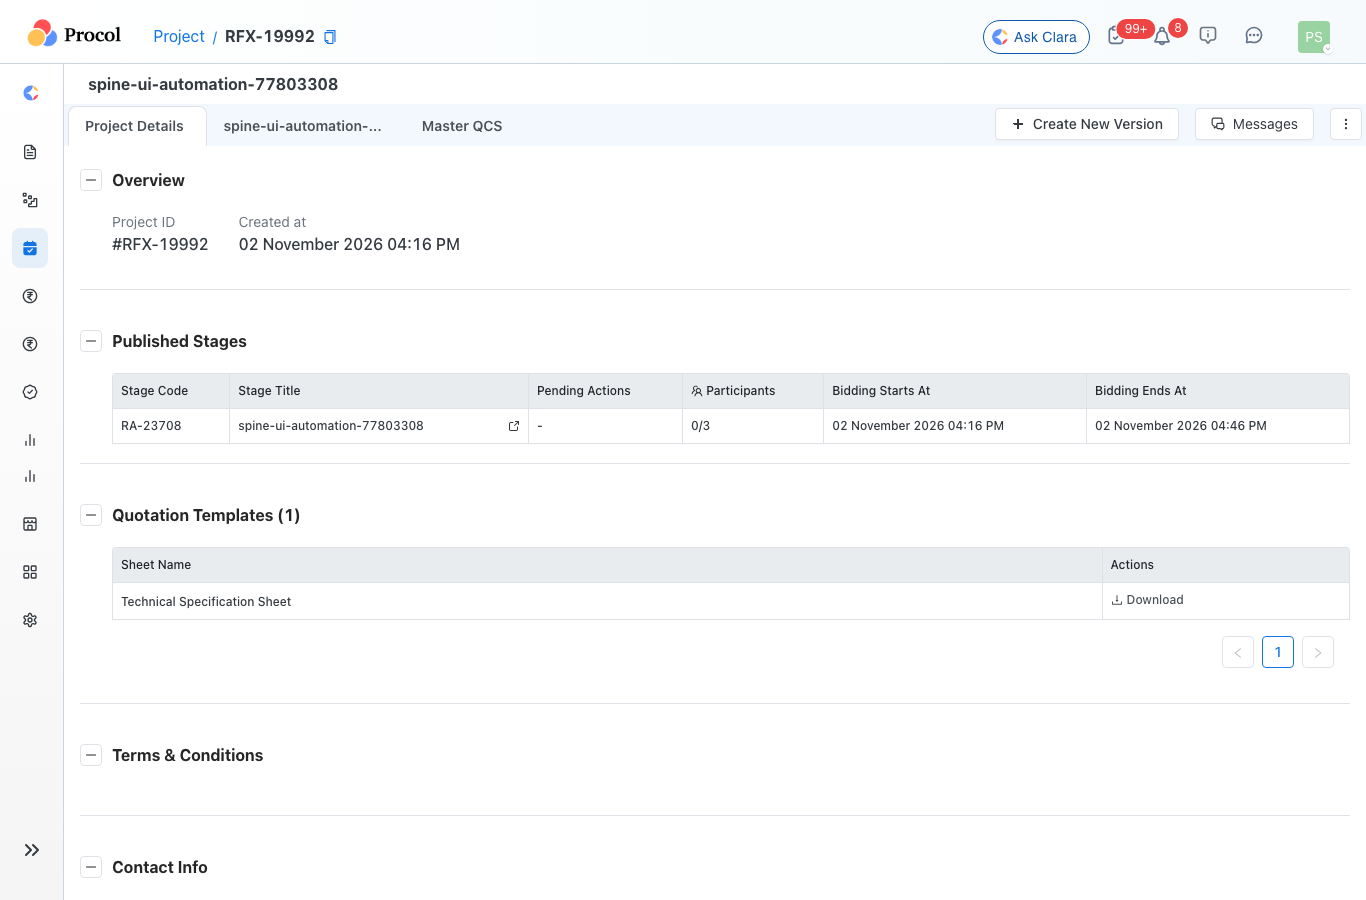 Procol
Project / RFX-19992
Ask Clara
99+
8
PS
spine-ui-automation-77803308
Project Details
spine-ui-automation-...
Master QCS
Create New Version
Messages
Overview
Project ID
Created at
#RFX-19992
02 November 2026 04:16 PM
Published Stages
Stage Code
Stage Title
Pending Actions
Participants
Bidding Starts At
Bidding Ends At
RA-23708
spine-ui-automation-77803308
-
0/3
02 November 2026 04:16 PM
02 November 2026 04:46 PM
Quotation Templates (1)
Sheet Name
Actions
Technical Specification Sheet
Download
1
Terms & Conditions
Contact Info